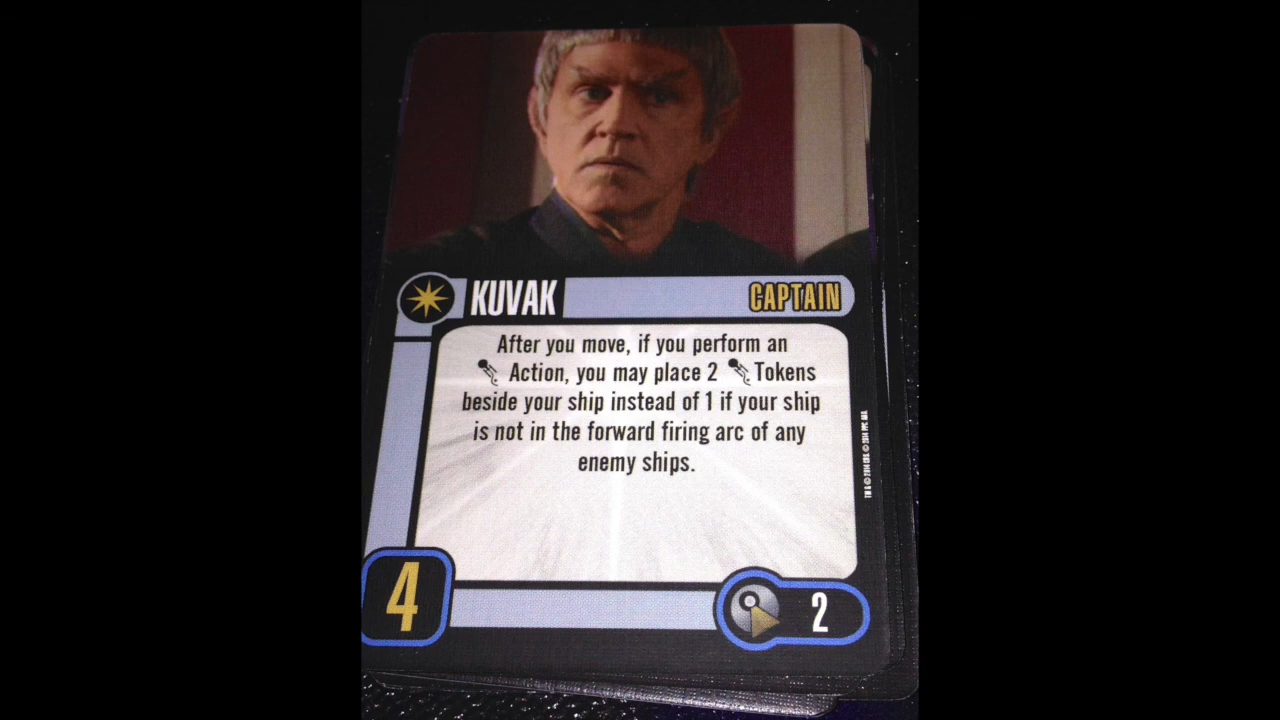 KUVAK
CAPTAIN
After you move, if you perform an
Action, you may place 2 Tokens
beside your ship instead of 1 if your ship
is not in the forward firing arc of any
enemy ships.
4
2